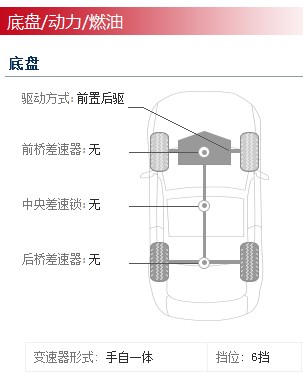 底盘/动力/燃油
底盘
驱动方式: 前置后驱
前桥差速器: 无
中央差速锁: 无
后桥差速器: 无
变速器形式: 手自一体 挡位: 6挡